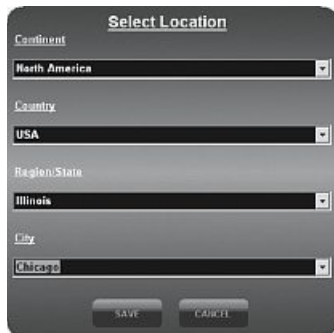 Select Location
Continent
North America
Country
USA
Region/State
Illinois
City
Chicago
SAVE CANCEL